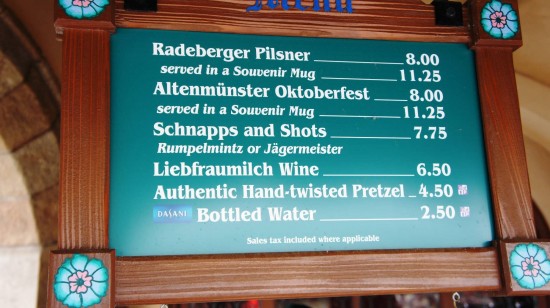 Radeberger Pilsner 8.00
served in a Souvenir Mug 11.25
Altenmünster Oktoberfest 8.00
served in a Souvenir Mug 11.25
Schnapps and Shots 7.75
Rumpelmintz or Jägermeister
Liebfraumilch Wine 6.50
Authentic Hand-twisted Pretzel 4.50
DASANI Bottled Water 2.50
Sales tax included where applicable